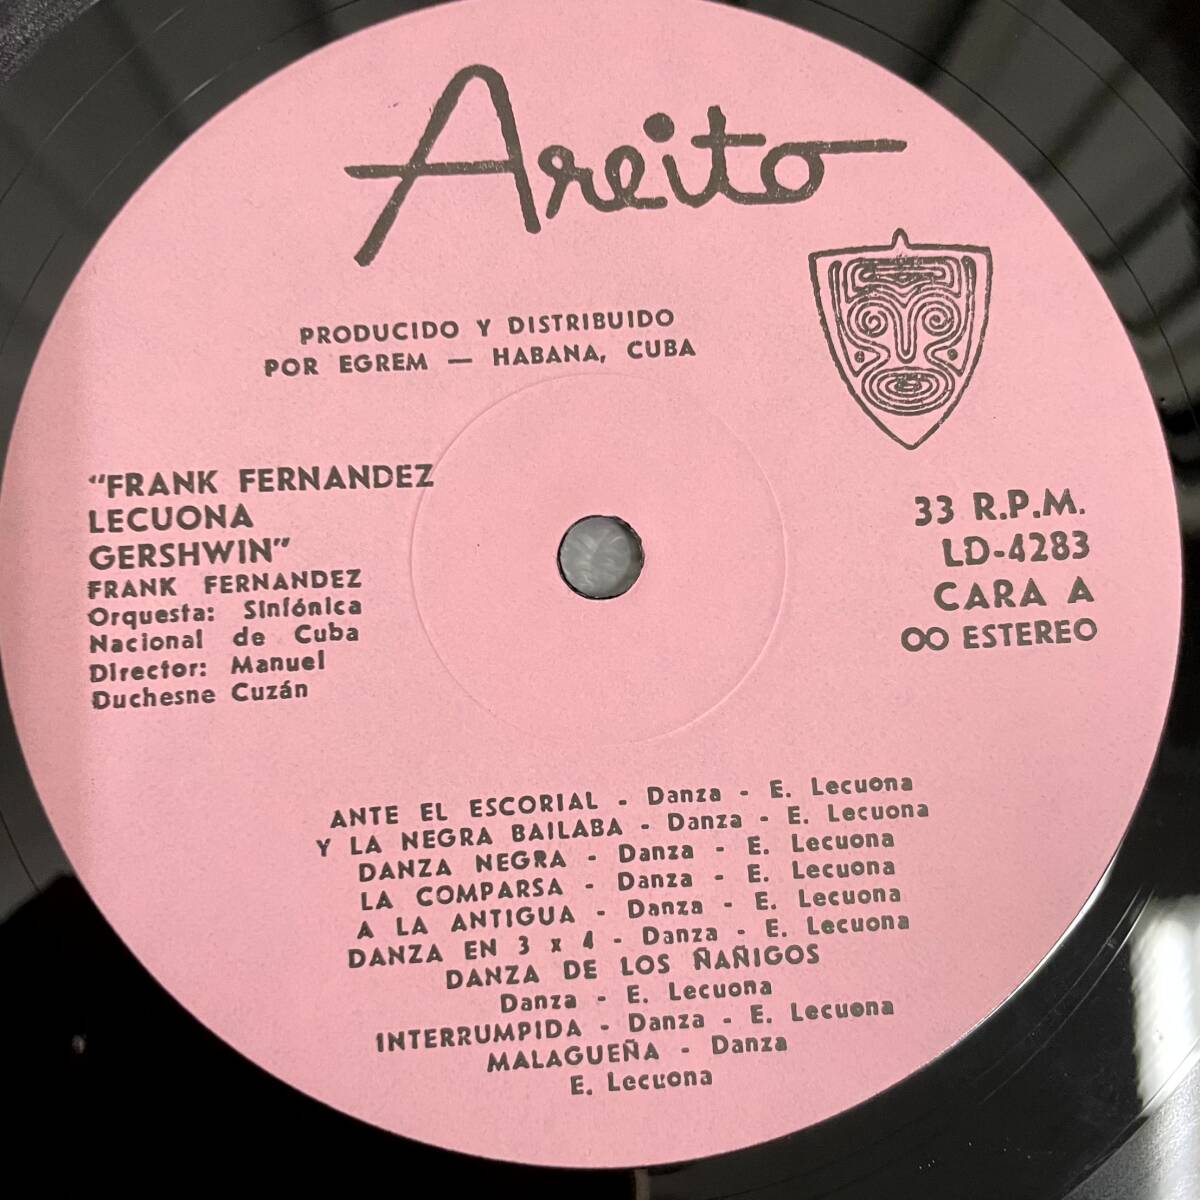 Areito
PRODUCIDO Y DISTRIBUIDO
POR EGREM — HABANA, CUBA
"FRANK FERNANDEZ
LECUONA
GERSHWIN"
FRANK FERNANDEZ
Orquesta: Sinfónica
Nacional de Cuba
Director: Manuel
Duchesne Cuzán
33 R.P.M.
LD-4283
CARA A
ꝎESTEREO
ANTE EL ESCORIAL - Danza - E. Lecuona
Y LA NEGRA BAILABA - Danza - E. Lecuona
DANZA NEGRA - Danza - E. Lecuona
LA COMPARSA - Danza - E. Lecuona
A LA ANTIGUA - Danza - E. Lecuona
DANZA EN 3 x 4 - Danza - E. Lecuona
DANZA DE LOS ÑAÑIGOS
Danza - E. Lecuona
INTERRUMPIDA - Danza - E. Lecuona
MALAGUEÑA - Danza
E. Lecuona